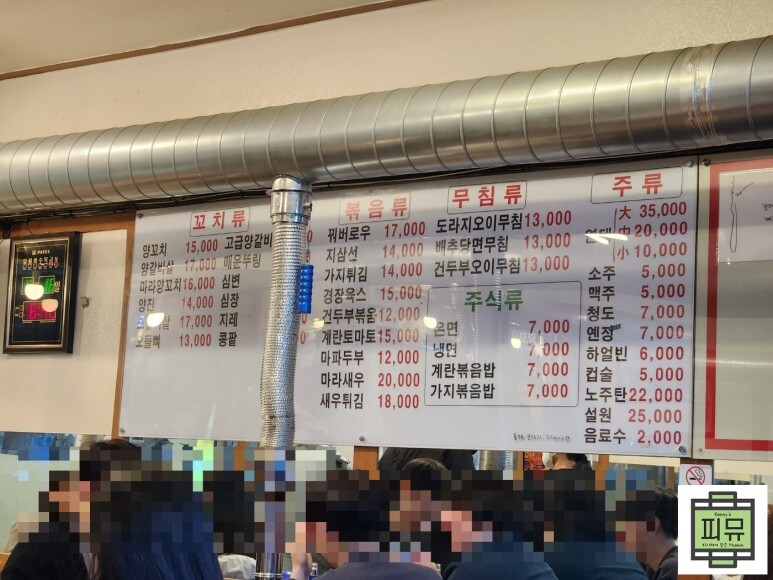 꼬치류
양꼬치 15,000 고급양갈비
양갈비살 17,000 매운뚜링
마라양꼬치 16,000 심변
양진 14,000 심장
살 17,000 지레
오돌뼈 13,000 콩팥
볶음류
꿔버로우 17,000
지삼선 14,000
가지튀김 14,000
경장육스 15,000
건두부볶음 12,000
계란토마토 15,000
마파두부 12,000
마라새우 20,000
새우튀김 18,000
무침류
도라지오이무침 13,000
배추당면무침 13,000
건두부오이무침 13,000
주식류
온면 7,000
냉면 7,000
계란볶음밥 7,000
가지볶음밥 7,000
주류
大 35,000
中 20,000
小 10,000
소주 5,000
맥주 5,000
청도 7,000
옌징 7,000
하얼빈 6,000
컵술 5,000
노주탄 22,000
설원 25,000
음료수 2,000
Kenny's
피뮤